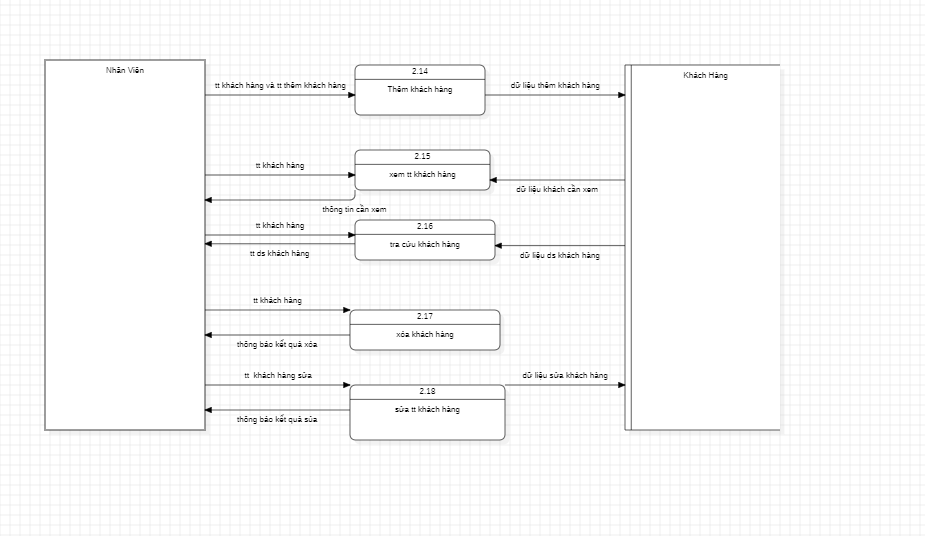 Nhân Viên
2.14
Khách Hàng
tt khách hàng và tt thêm khách hàng
Thêm khách hàng
dữ liệu thêm khách hàng
2.15
tt khách hàng
xem tt khách hàng
dữ liệu khách cần xem
thông tin cần xem
tt khách hàng
2.16
tra cứu khách hàng
tt ds khách hàng
dữ liệu ds khách hàng
tt khách hàng
2.17
xóa khách hàng
thông báo kết quả xóa
tt khách hàng sửa
dữ liệu sửa khách hàng
2.18
sửa tt khách hàng
thông báo kết quả sửa